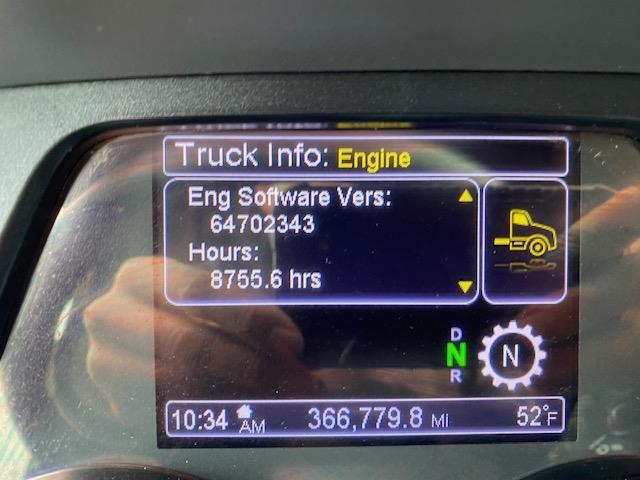 Truck Info: Engine
Eng Software Vers:
64702343
Hours:
8755.6 hrs
D
N
R
N
10:34 AM 366,779.8 MI 52°F